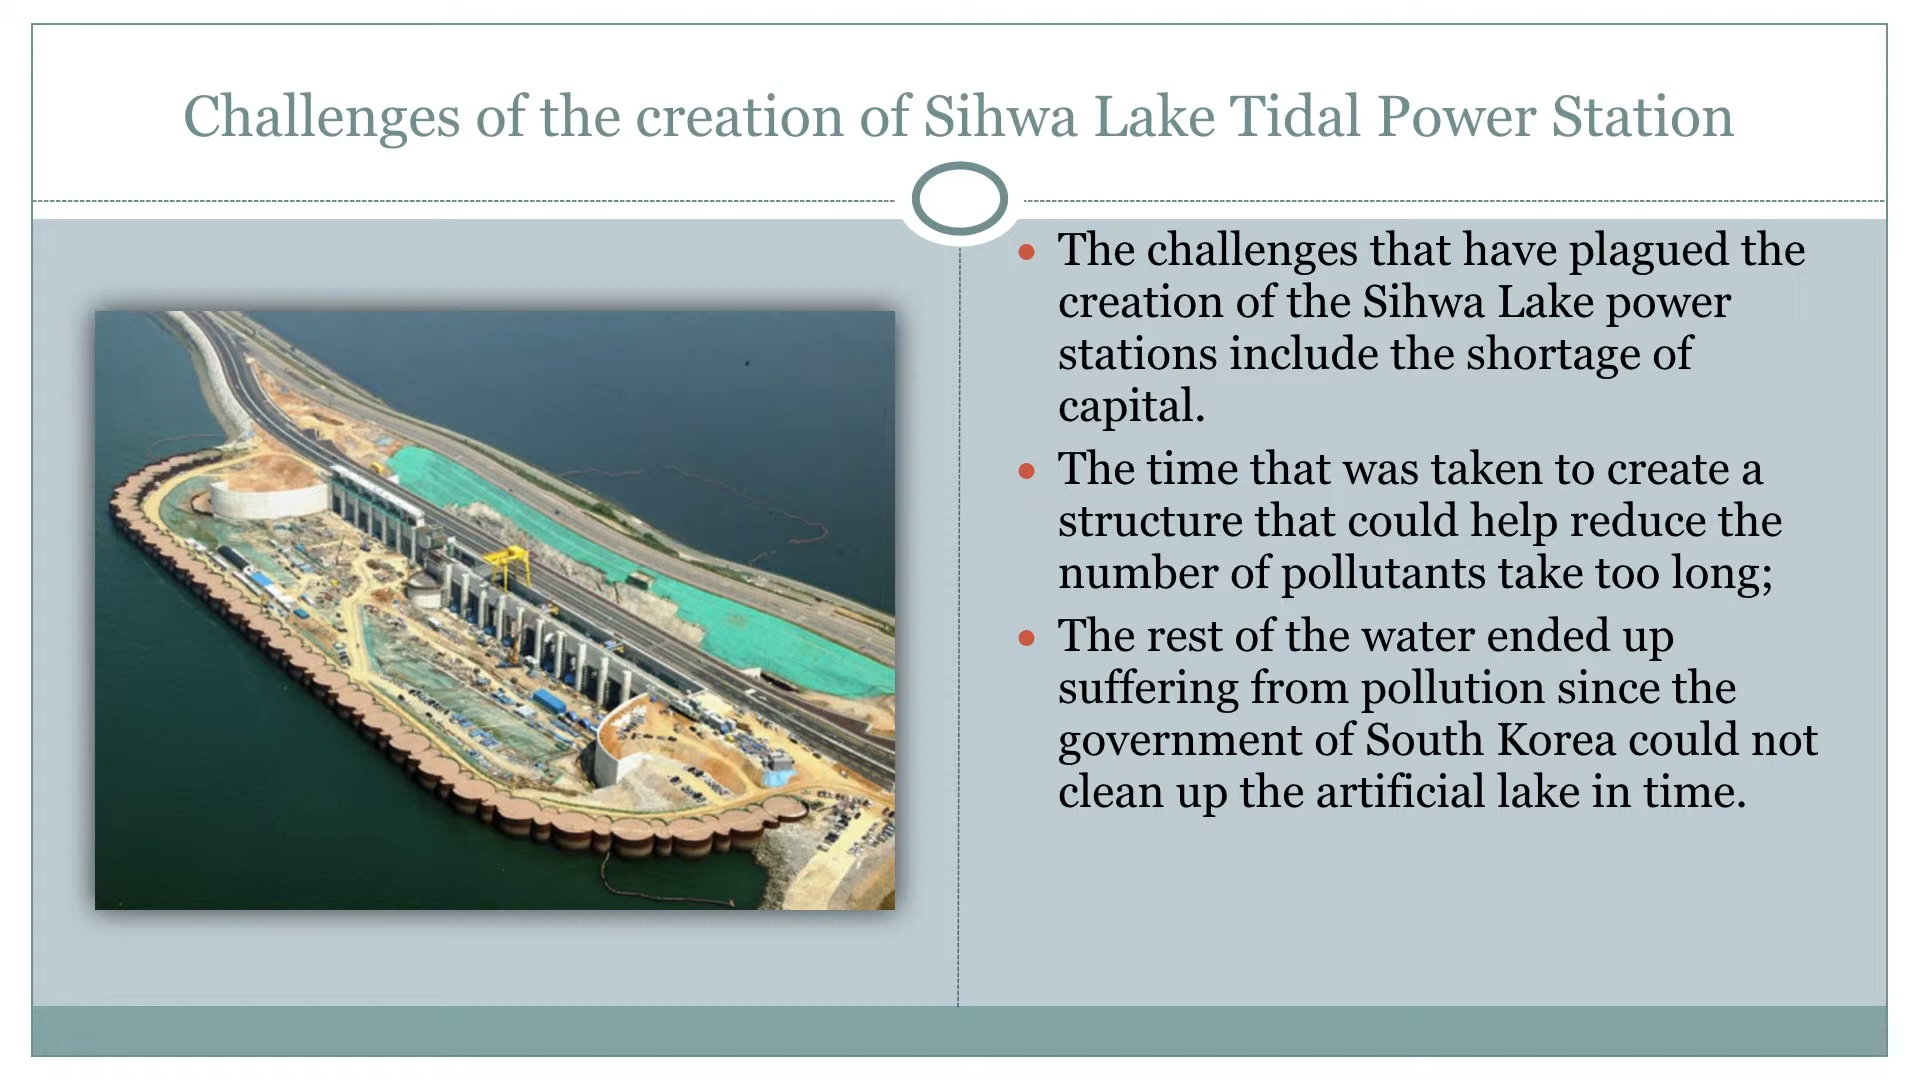 Challenges of the creation of Sihwa Lake Tidal Power Station
• The challenges that have plagued the
creation of the Sihwa Lake power
stations include the shortage of
capital.
• The time that was taken to create a
structure that could help reduce the
number of pollutants take too long;
• The rest of the water ended up
suffering from pollution since the
government of South Korea could not
clean up the artificial lake in time.